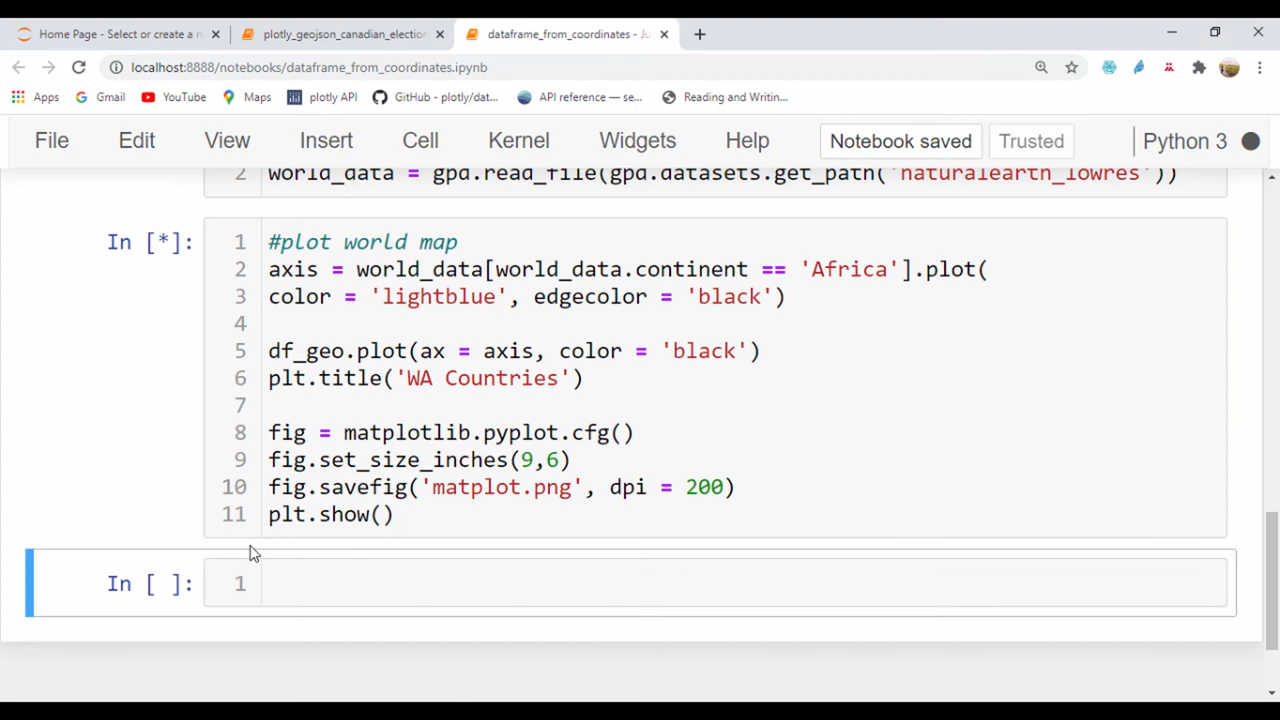 Home Page - Select or create a n
plotly_geojson_canadian_election
dataframe_from_coordinates - Ju
localhost:8888/notebooks/dataframe_from_coordinates.ipynb
Apps Gmail YouTube Maps plotly API GitHub - plotly/dat... API reference — se... Reading and Writin...
File Edit View Insert Cell Kernel Widgets Help Notebook saved Trusted Python 3
2 world_data = gpd.read_file(gpd.datasets.get_path('naturalearth_lowres'))
In [*]: 1 #plot world map
2 axis = world_data[world_data.continent == 'Africa'].plot(
3 color = 'lightblue', edgecolor = 'black')
4
5 df_geo.plot(ax = axis, color = 'black')
6 plt.title('WA Countries')
7
8 fig = matplotlib.pyplot.cfg()
9 fig.set_size_inches(9,6)
10 fig.savefig('matplot.png', dpi = 200)
11 plt.show()
In [ ]: 1